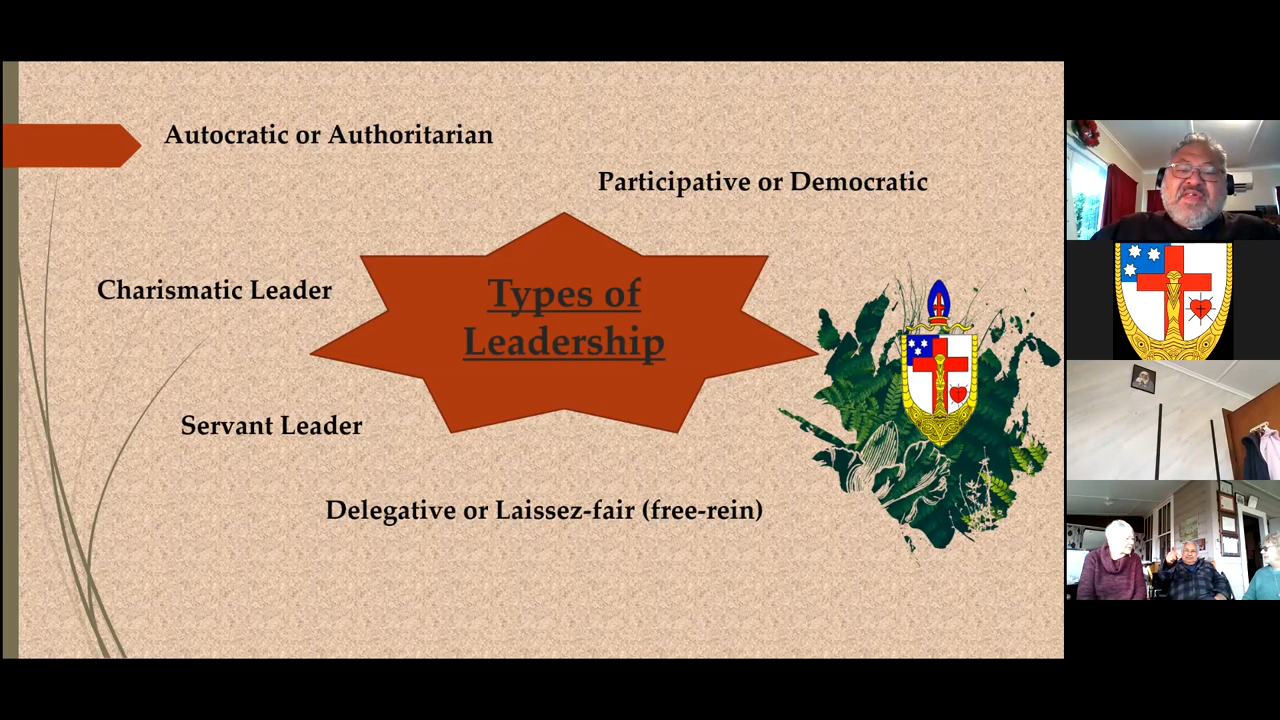 Autocratic or Authoritarian
Participative or Democratic
Types of
Leadership
Charismatic Leader
Servant Leader
Delegative or Laissez-fair (free-rein)